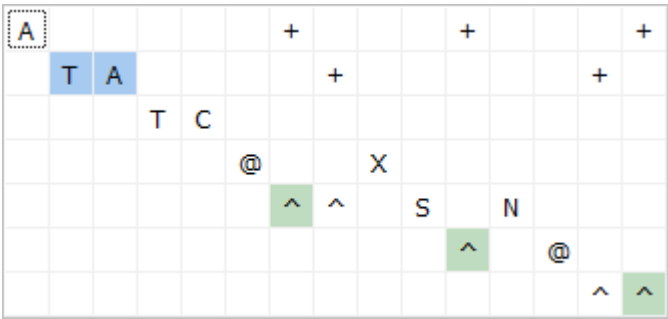 A + + +
T A + +
T C
@ X
^ ^ S N
^ @
^ ^